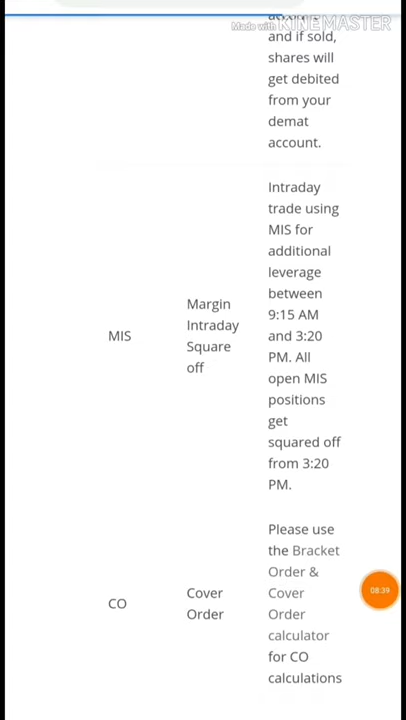 Made with KINEMASTER
and if sold,
shares will
get debited
from your
demat
account.
MIS
Margin
Intraday
Square
off
Intraday
trade using
MIS for
additional
leverage
between
9:15 AM
and 3:20
PM. All
open MIS
positions
get
squared off
from 3:20
PM.
CO
Cover
Order
Please use
the Bracket
Order &
Cover
Order
calculator
for CO
calculations
08:39